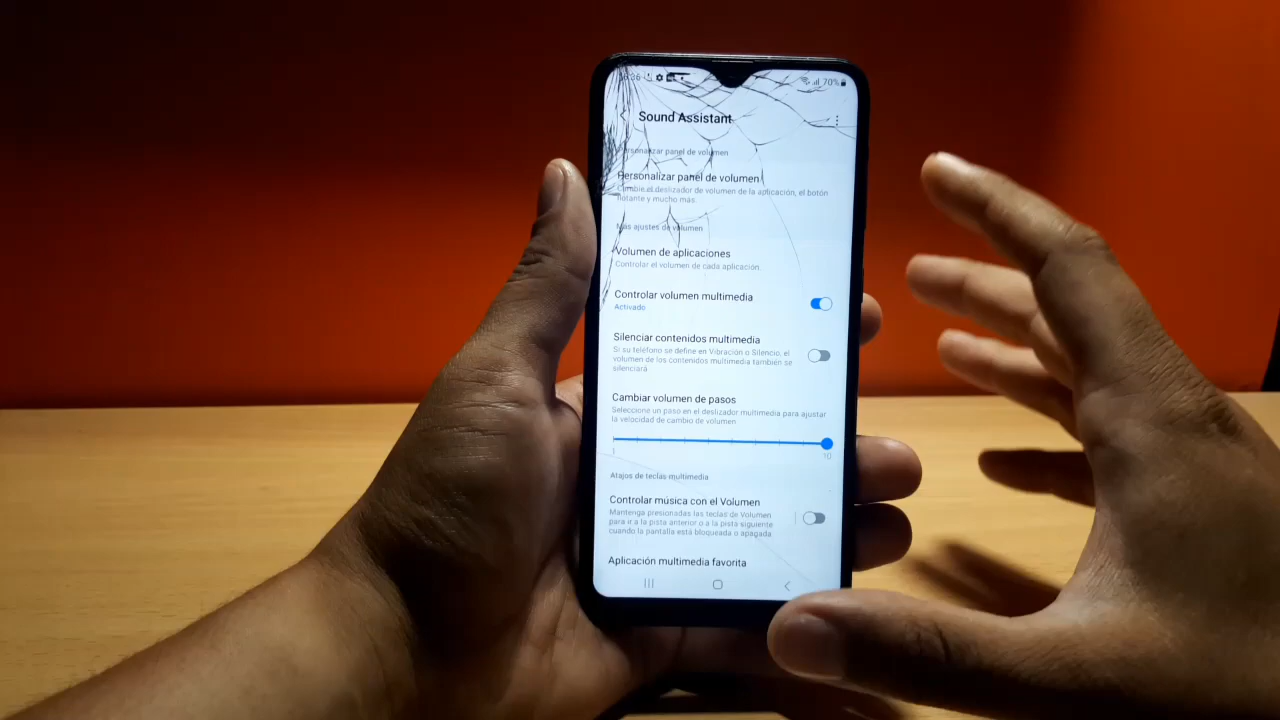 70%
Sound Assistant
Personalizar panel de volumen
Personalizar panel de volumen
Cambie el deslizador de volumen de la aplicación, el botón
flotante y mucho más.
Más ajustes de volumen
Volumen de aplicaciones
Controlar el volumen de cada aplicación.
Controlar volumen multimedia
Activado
Silenciar contenidos multimedia
Si su teléfono se define en Vibración o Silencio, el
volumen de los contenidos multimedia también se
silenciará
Cambiar volumen de pasos
Seleccione un paso en el deslizador multimedia para ajustar
la velocidad de cambio de volumen
1
10
Atajos de teclas multimedia
Controlar música con el Volumen
Mantenga presionadas las teclas de Volumen
para ir a la pista anterior o a la pista siguiente
cuando la pantalla está bloqueada o apagada
Aplicación multimedia favorita